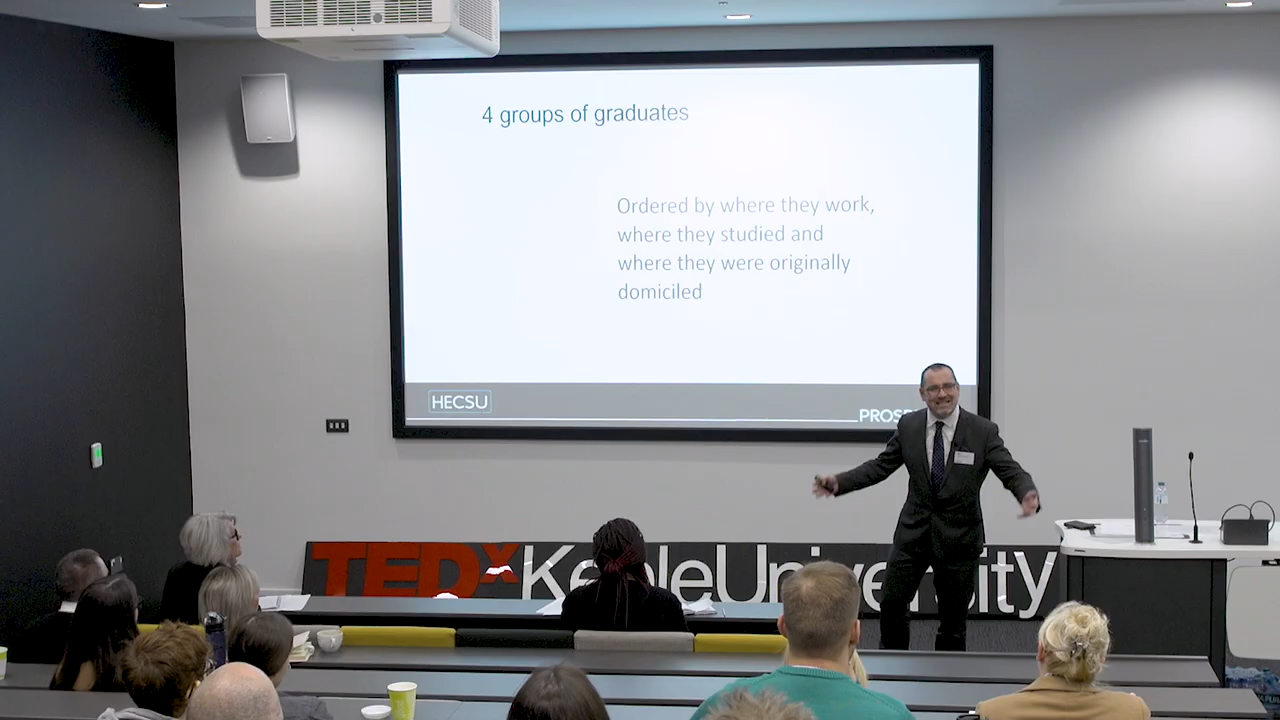 4 groups of graduates
Ordered by where they work,
where they studied and
where they were originally
domiciled
HECSU
TEDxKeeleUniversity